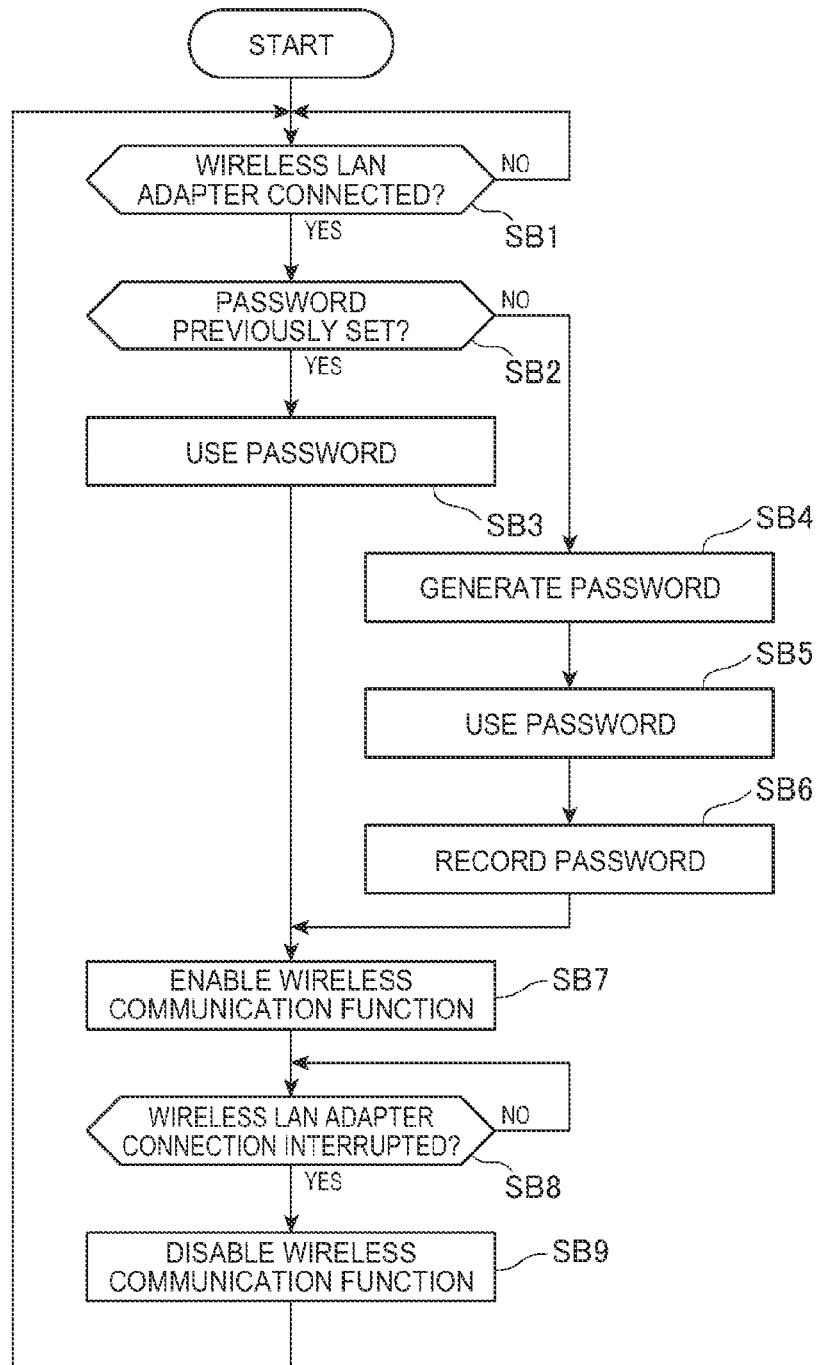 START
WIRELESS LAN
ADAPTER CONNECTED?
NO
SB1
YES
PASSWORD
PREVIOUSLY SET?
NO
SB2
YES
USE PASSWORD
SB3
SB4
GENERATE PASSWORD
SB5
USE PASSWORD
SB6
RECORD PASSWORD
ENABLE WIRELESS
COMMUNICATION FUNCTION
SB7
WIRELESS LAN ADAPTER
CONNECTION INTERRUPTED?
NO
SB8
YES
DISABLE WIRELESS
COMMUNICATION FUNCTION
SB9